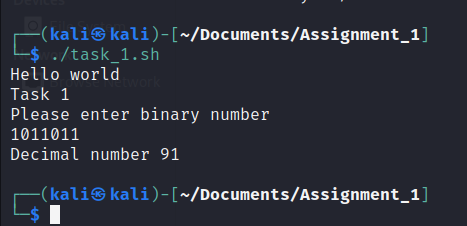 ┌──(kali㉿kali)-[~/Documents/Assignment_1]
└─$ ./task_1.sh
Hello world
Task 1
Please enter binary number
1011011
Decimal number 91
┌──(kali㉿kali)-[~/Documents/Assignment_1]
└─$